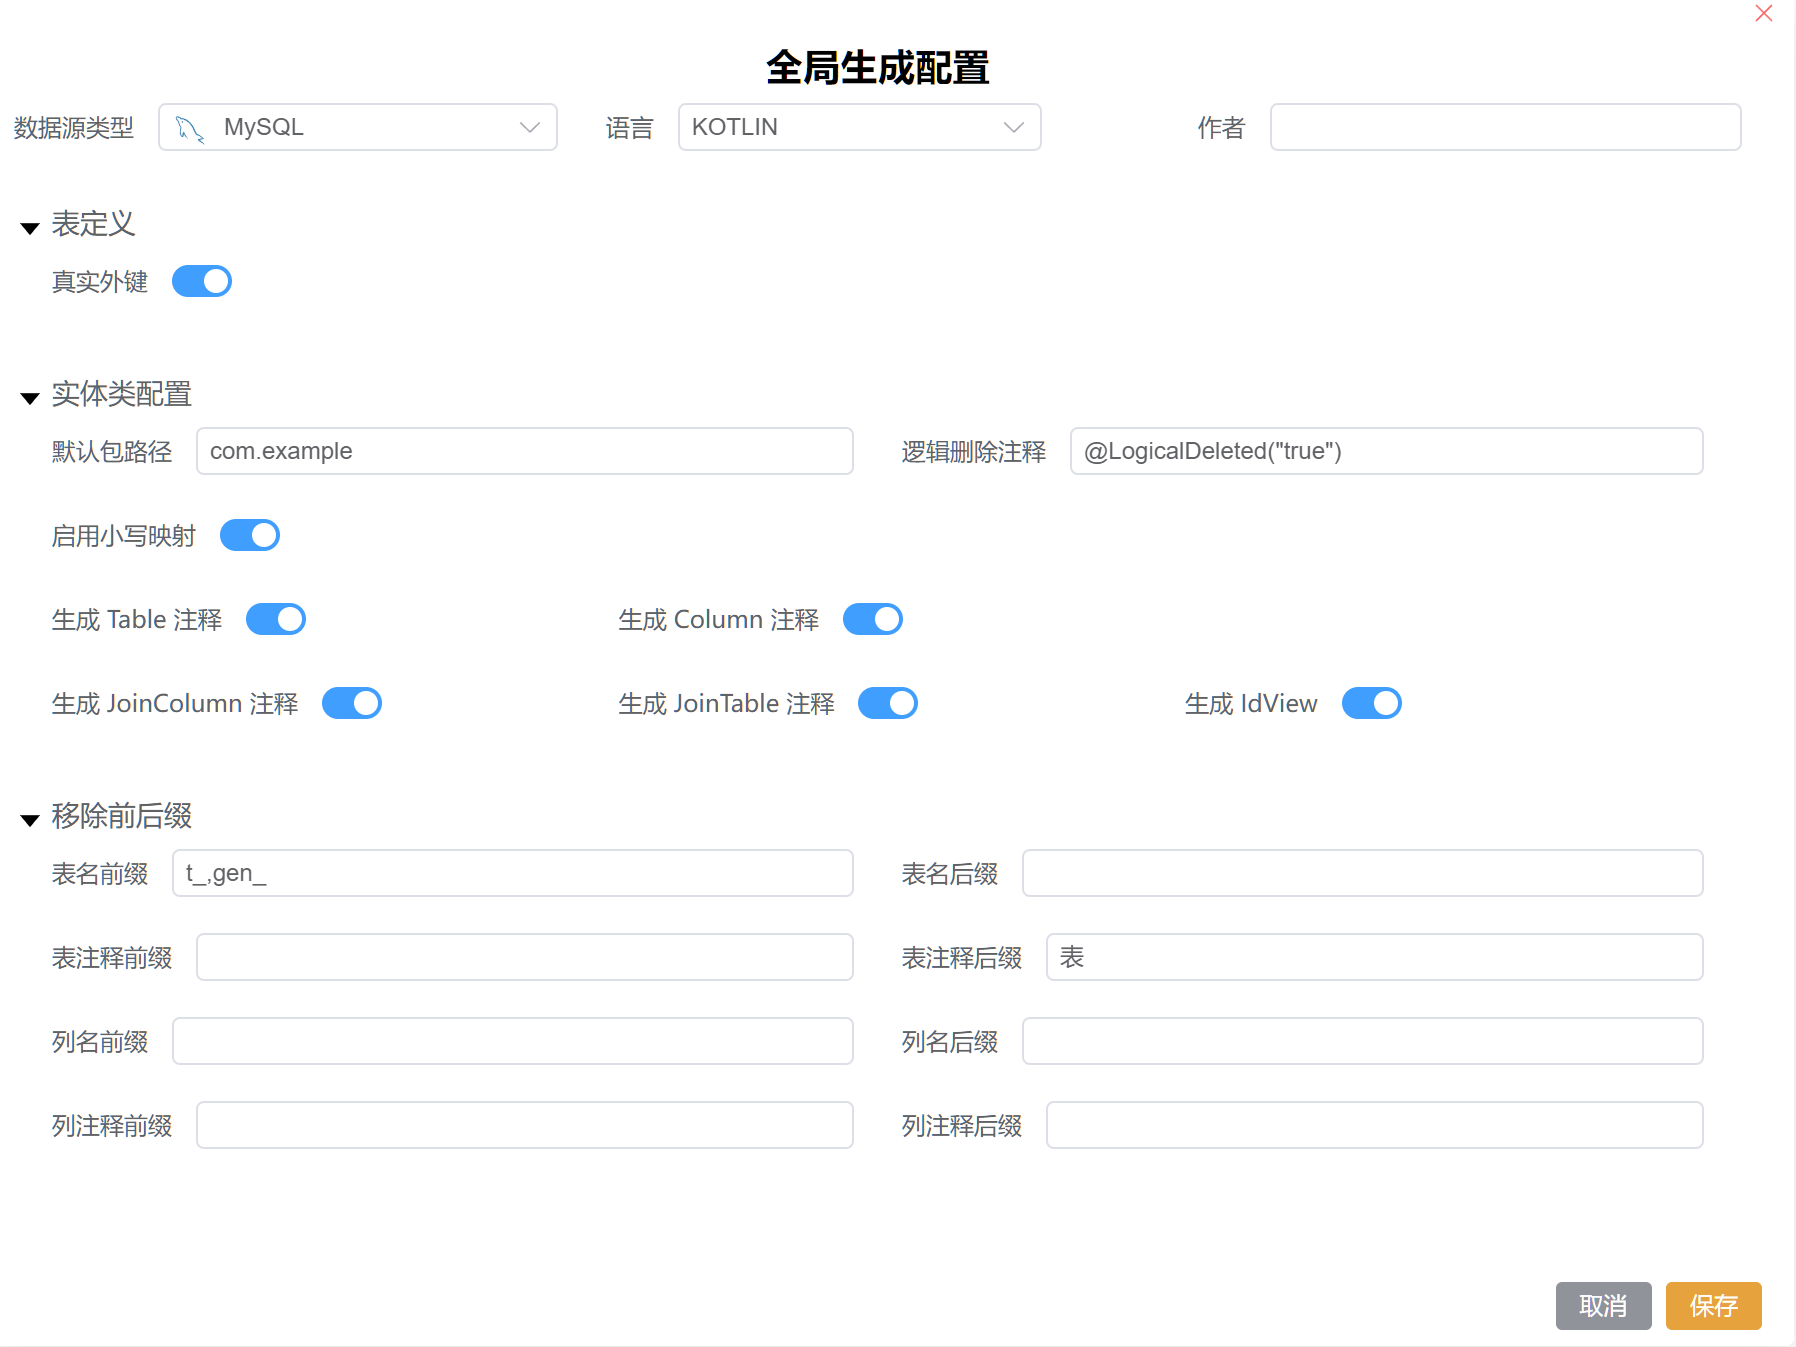 全局生成配置
数据源类型 MySQL 语言 KOTLIN 作者
表定义
真实外键
实体类配置
默认包路径 com.example 逻辑删除注释 @LogicalDeleted("true")
启用小写映射
生成 Table 注释 生成 Column 注释
生成 JoinColumn 注释 生成 JoinTable 注释 生成 IdView
移除前后缀
表名前缀 t_,gen_ 表名后缀
表注释前缀 表注释后缀 表
列名前缀 列名后缀
列注释前缀 列注释后缀
取消 保存